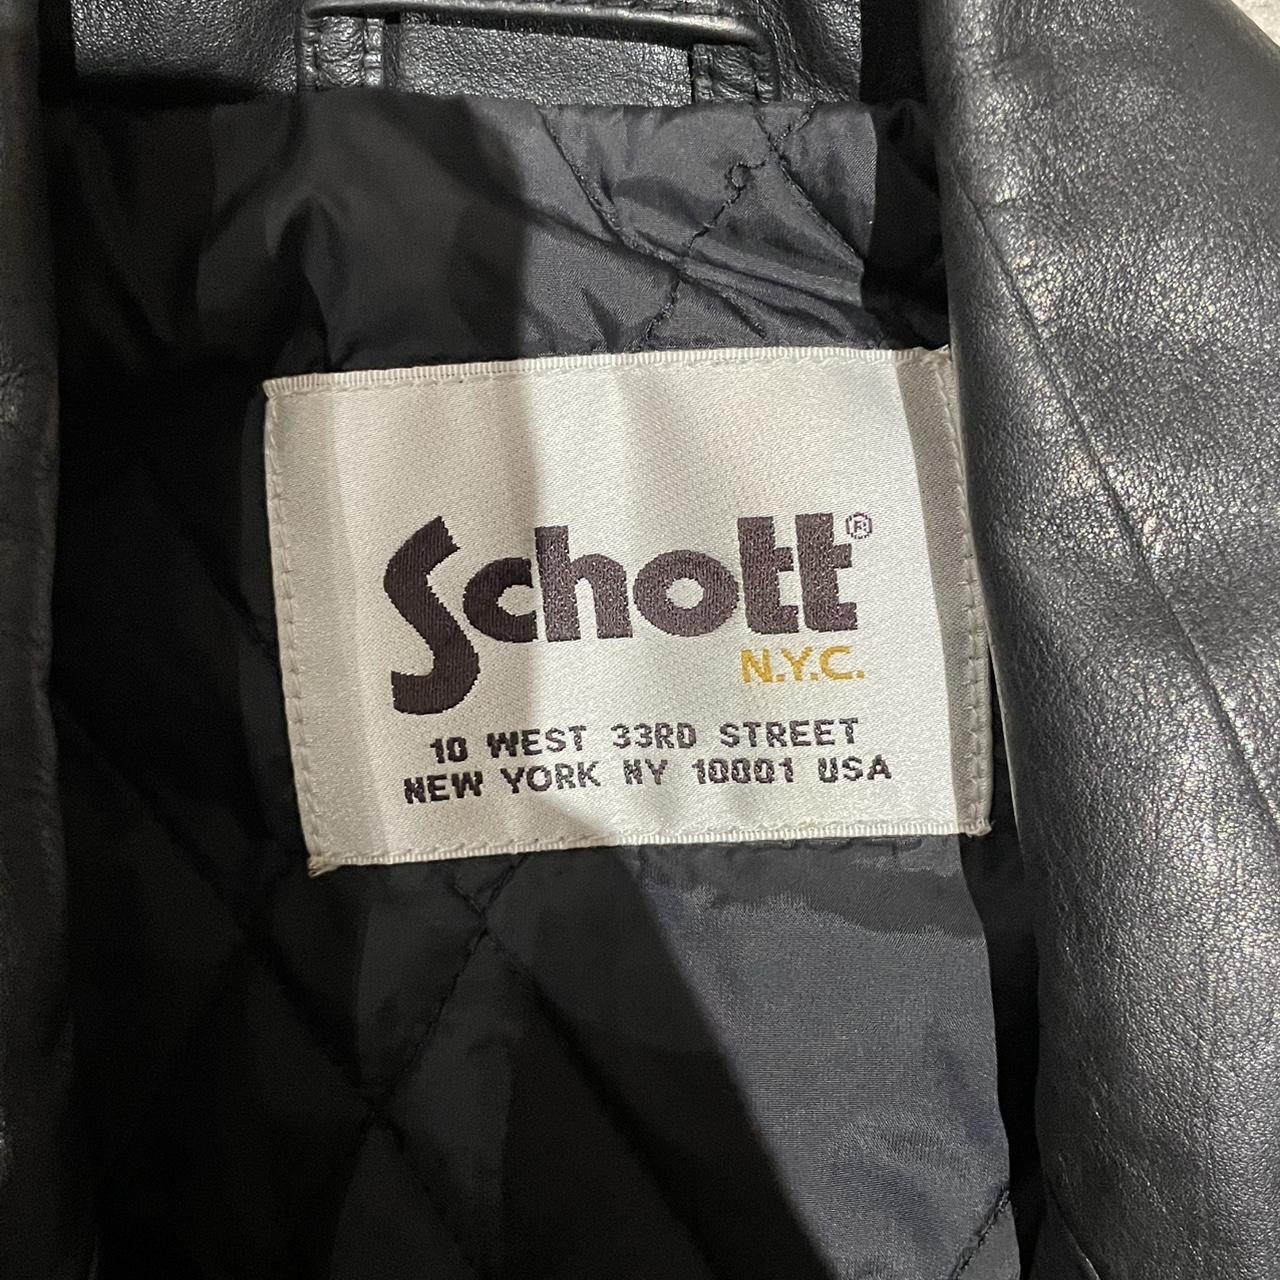 Schott®
N.Y.C.
10 WEST 33RD STREET
NEW YORK NY 10001 USA